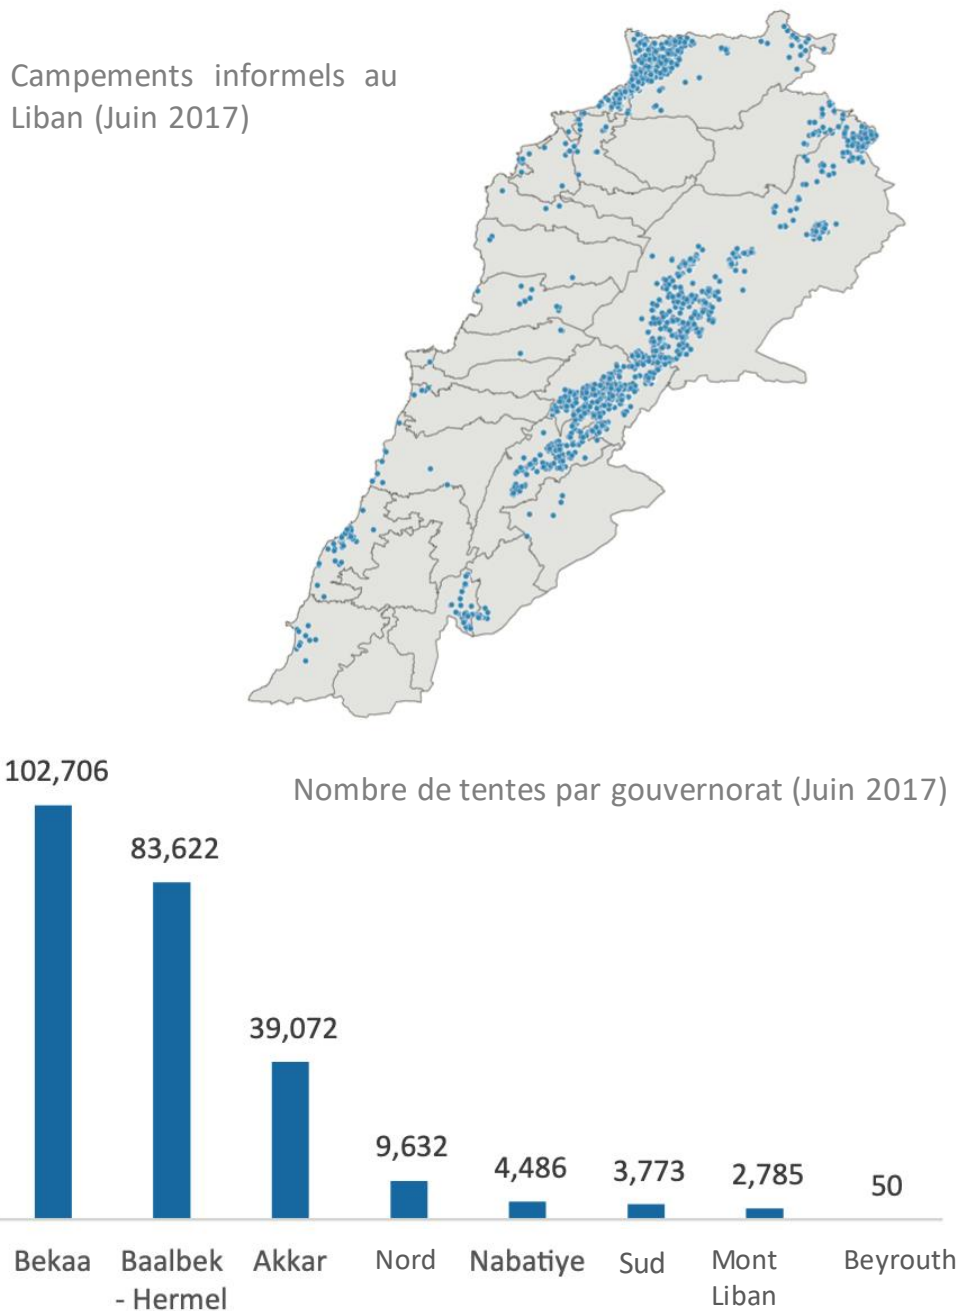 Campements informels au
Liban (Juin 2017)
102,706
Nombre de tentes par gouvernorat (Juin 2017)
83,622
39,072
9,632
4,486
3,773
2,785
50
Bekaa
Baalbek
- Hermel
Akkar
Nord
Nabatiye
Sud
Mont
Liban
Beyrouth